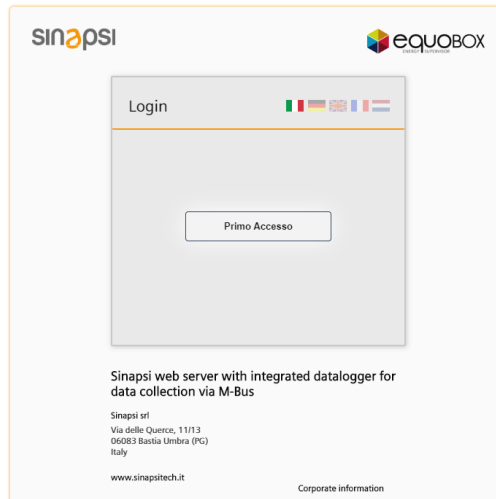 sinapsi
equoBOX
ENERGY SUPERVISOR
Login
Primo Accesso
Sinapsi web server with integrated datalogger for
data collection via M-Bus
Sinapsi srl
Via delle Querce, 11/13
06083 Bastia Umbra (PG)
Italy
www.sinapsitech.it
Corporate information